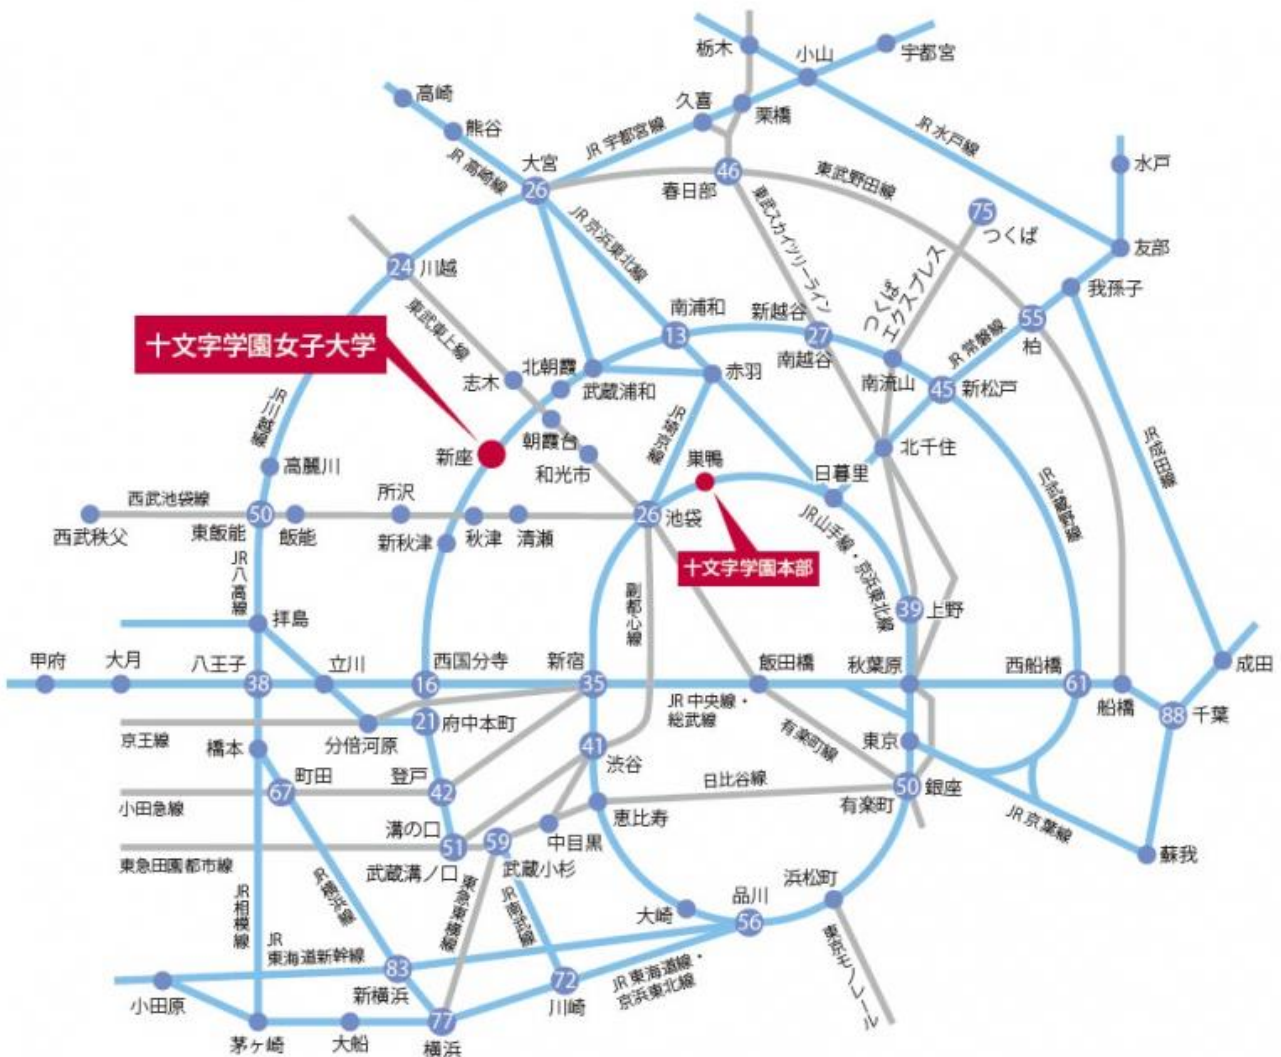 栃木
小山
宇都宮
高崎
久喜
栗橋
熊谷
JR 宇都宮線
JR 水戸線
大宮
JR 高崎線
26
46
春日部
東武野田線
水戸
東武スカイツリーライン
75
つくば
JR 京浜東北線
友部
24
川越
我孫子
つくば
エクスプレス
東武東上線
南浦和
新越谷
55
柏
JR 常磐線
十文字学園女子大学
13
27
南越谷
北朝霞
志木
武蔵浦和
赤羽
南流山
45
新松戸
JR 川越線
朝霞台
JR 埼京線
JR 成田線
新座
和光市
巣鴨
日暮里
北千住
高麗川
JR 武蔵野線
西武池袋線
所沢
西武秩父
50
東飯能
飯能
新秋津
秋津
清瀬
26
池袋
JR 山手線・京浜東北線
十文字学園本部
JR 八高線
副都心線
拝島
39
上野
甲府
大月
八王子
立川
西国分寺
新宿
飯田橋
秋葉原
西船橋
成田
38
16
35
61
船橋
JR 中央線・
総武線
88
千葉
京王線
分倍河原
21
府中本町
有楽町線
東京
橋本
町田
登戸
41
渋谷
日比谷線
67
42
50
銀座
小田急線
有楽町
恵比寿
JR 京葉線
溝の口
中目黒
51
59
蘇我
東急田園都市線
武蔵溝ノ口
武蔵小杉
JR 相模線
JR 横浜線
東急東横線
JR 南武線
浜松町
大崎
品川
56
JR
東海道新幹線
東京モノレール
83
72
JR 東海道線・
京浜東北線
小田原
新横浜
川崎
77
茅ヶ崎
大船
横浜